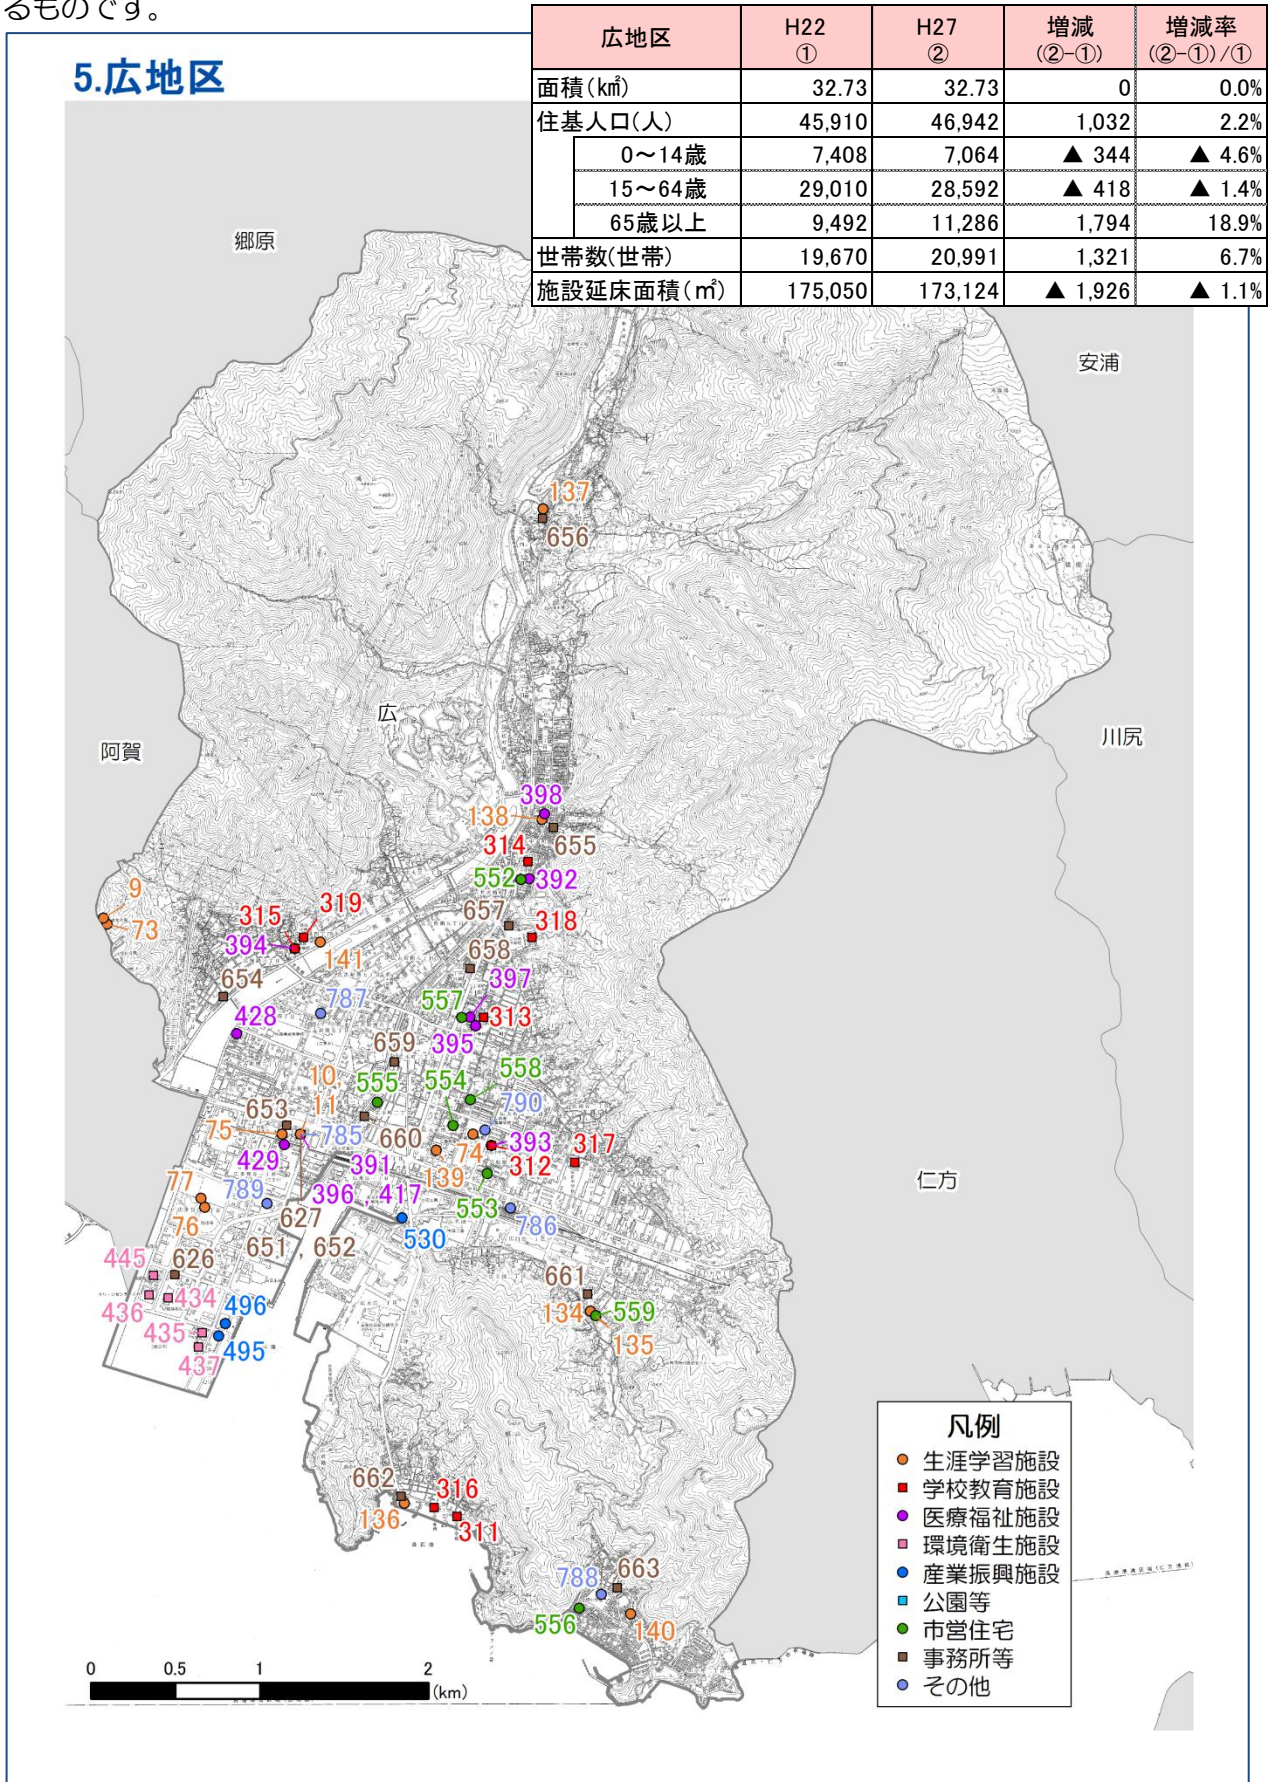 るものです。
5.広地区
広地区 H22 ① H27 ② 増減 (②-①) 増減率 (②-①)/①
面積(k㎡) 32.73 32.73 0 0.0%
住基人口(人) 45,910 46,942 1,032 2.2%
0～14歳 7,408 7,064 ▲ 344 ▲ 4.6%
15～64歳 29,010 28,592 ▲ 418 ▲ 1.4%
65歳以上 9,492 11,286 1,794 18.9%
世帯数(世帯) 19,670 20,991 1,321 6.7%
施設延床面積(㎡) 175,050 173,124 ▲ 1,926 ▲ 1.1%
郷原
安浦
137
656
広
阿賀
川尻
398
138
655
314
552
392
9
73
315
319
394
141
657
318
658
654
397
787
557
313
428
395
659
558
554
555
10,
11
790
653
75
785
660
74
393
317
429
391
139
312
仁方
77
789
396 , 417
553
76
627
530
786
651 , 652
445
626
661
436
434
134
559
496
435
135
495
437
662
316
136
311
663
788
556
140
凡例
生涯学習施設
学校教育施設
医療福祉施設
環境衛生施設
産業振興施設
公園等
市営住宅
事務所等
その他
0 0.5 1 2
(km)